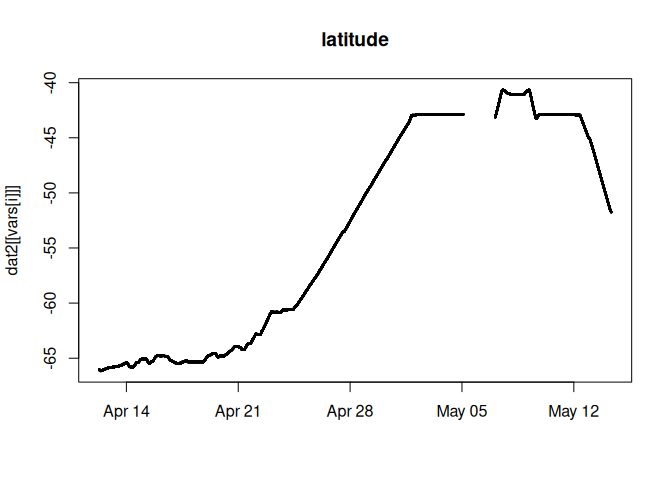 latitude
dat2[[vars[i]]]
-40
-45
-50
-55
-60
-65
Apr 14
Apr 21
Apr 28
May 05
May 12